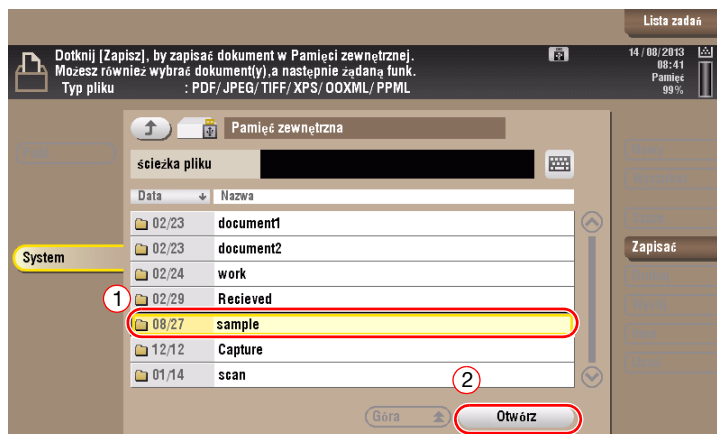 Lista zadań
Dotknij [Zapisz], by zapisać dokument w Pamięci zewnętrznej.
Możesz również wybrać dokument(y),a następnie żądaną funk.
Typ pliku : PDF/JPEG/TIFF/XPS/OOXML/PPML
14/08/2013
08:41
Pamięć
99%
Pamięć zewnętrzna
ścieżka pliku
Data Nazwa
02/23 document1
02/23 document2
System
Zapisać
02/24 work
1
02/29 Recieved
08/27 sample
12/12 Capture
01/14 scan
2
Góra
Otwórz